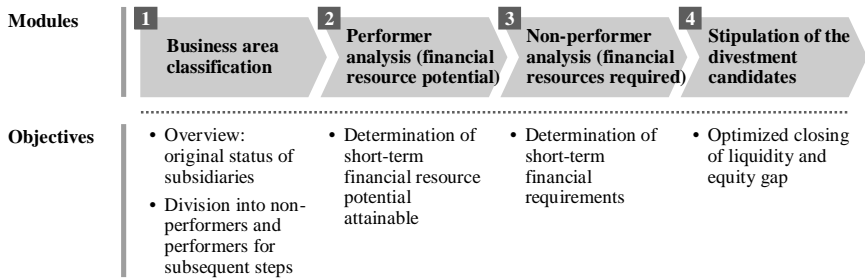 Modules
1
Business area
classification
2
Performer
analysis (financial
resource potential)
3
Non-performer
analysis (financial
resources required)
4
Stipulation of the
divestment
candidates
Objectives
• Overview:
original status of
subsidiaries
• Division into non-
performers and
performers for
subsequent steps
• Determination of
short-term
financial resource
potential
attainable
• Determination of
short-term
financial
requirements
• Optimized closing
of liquidity and
equity gap